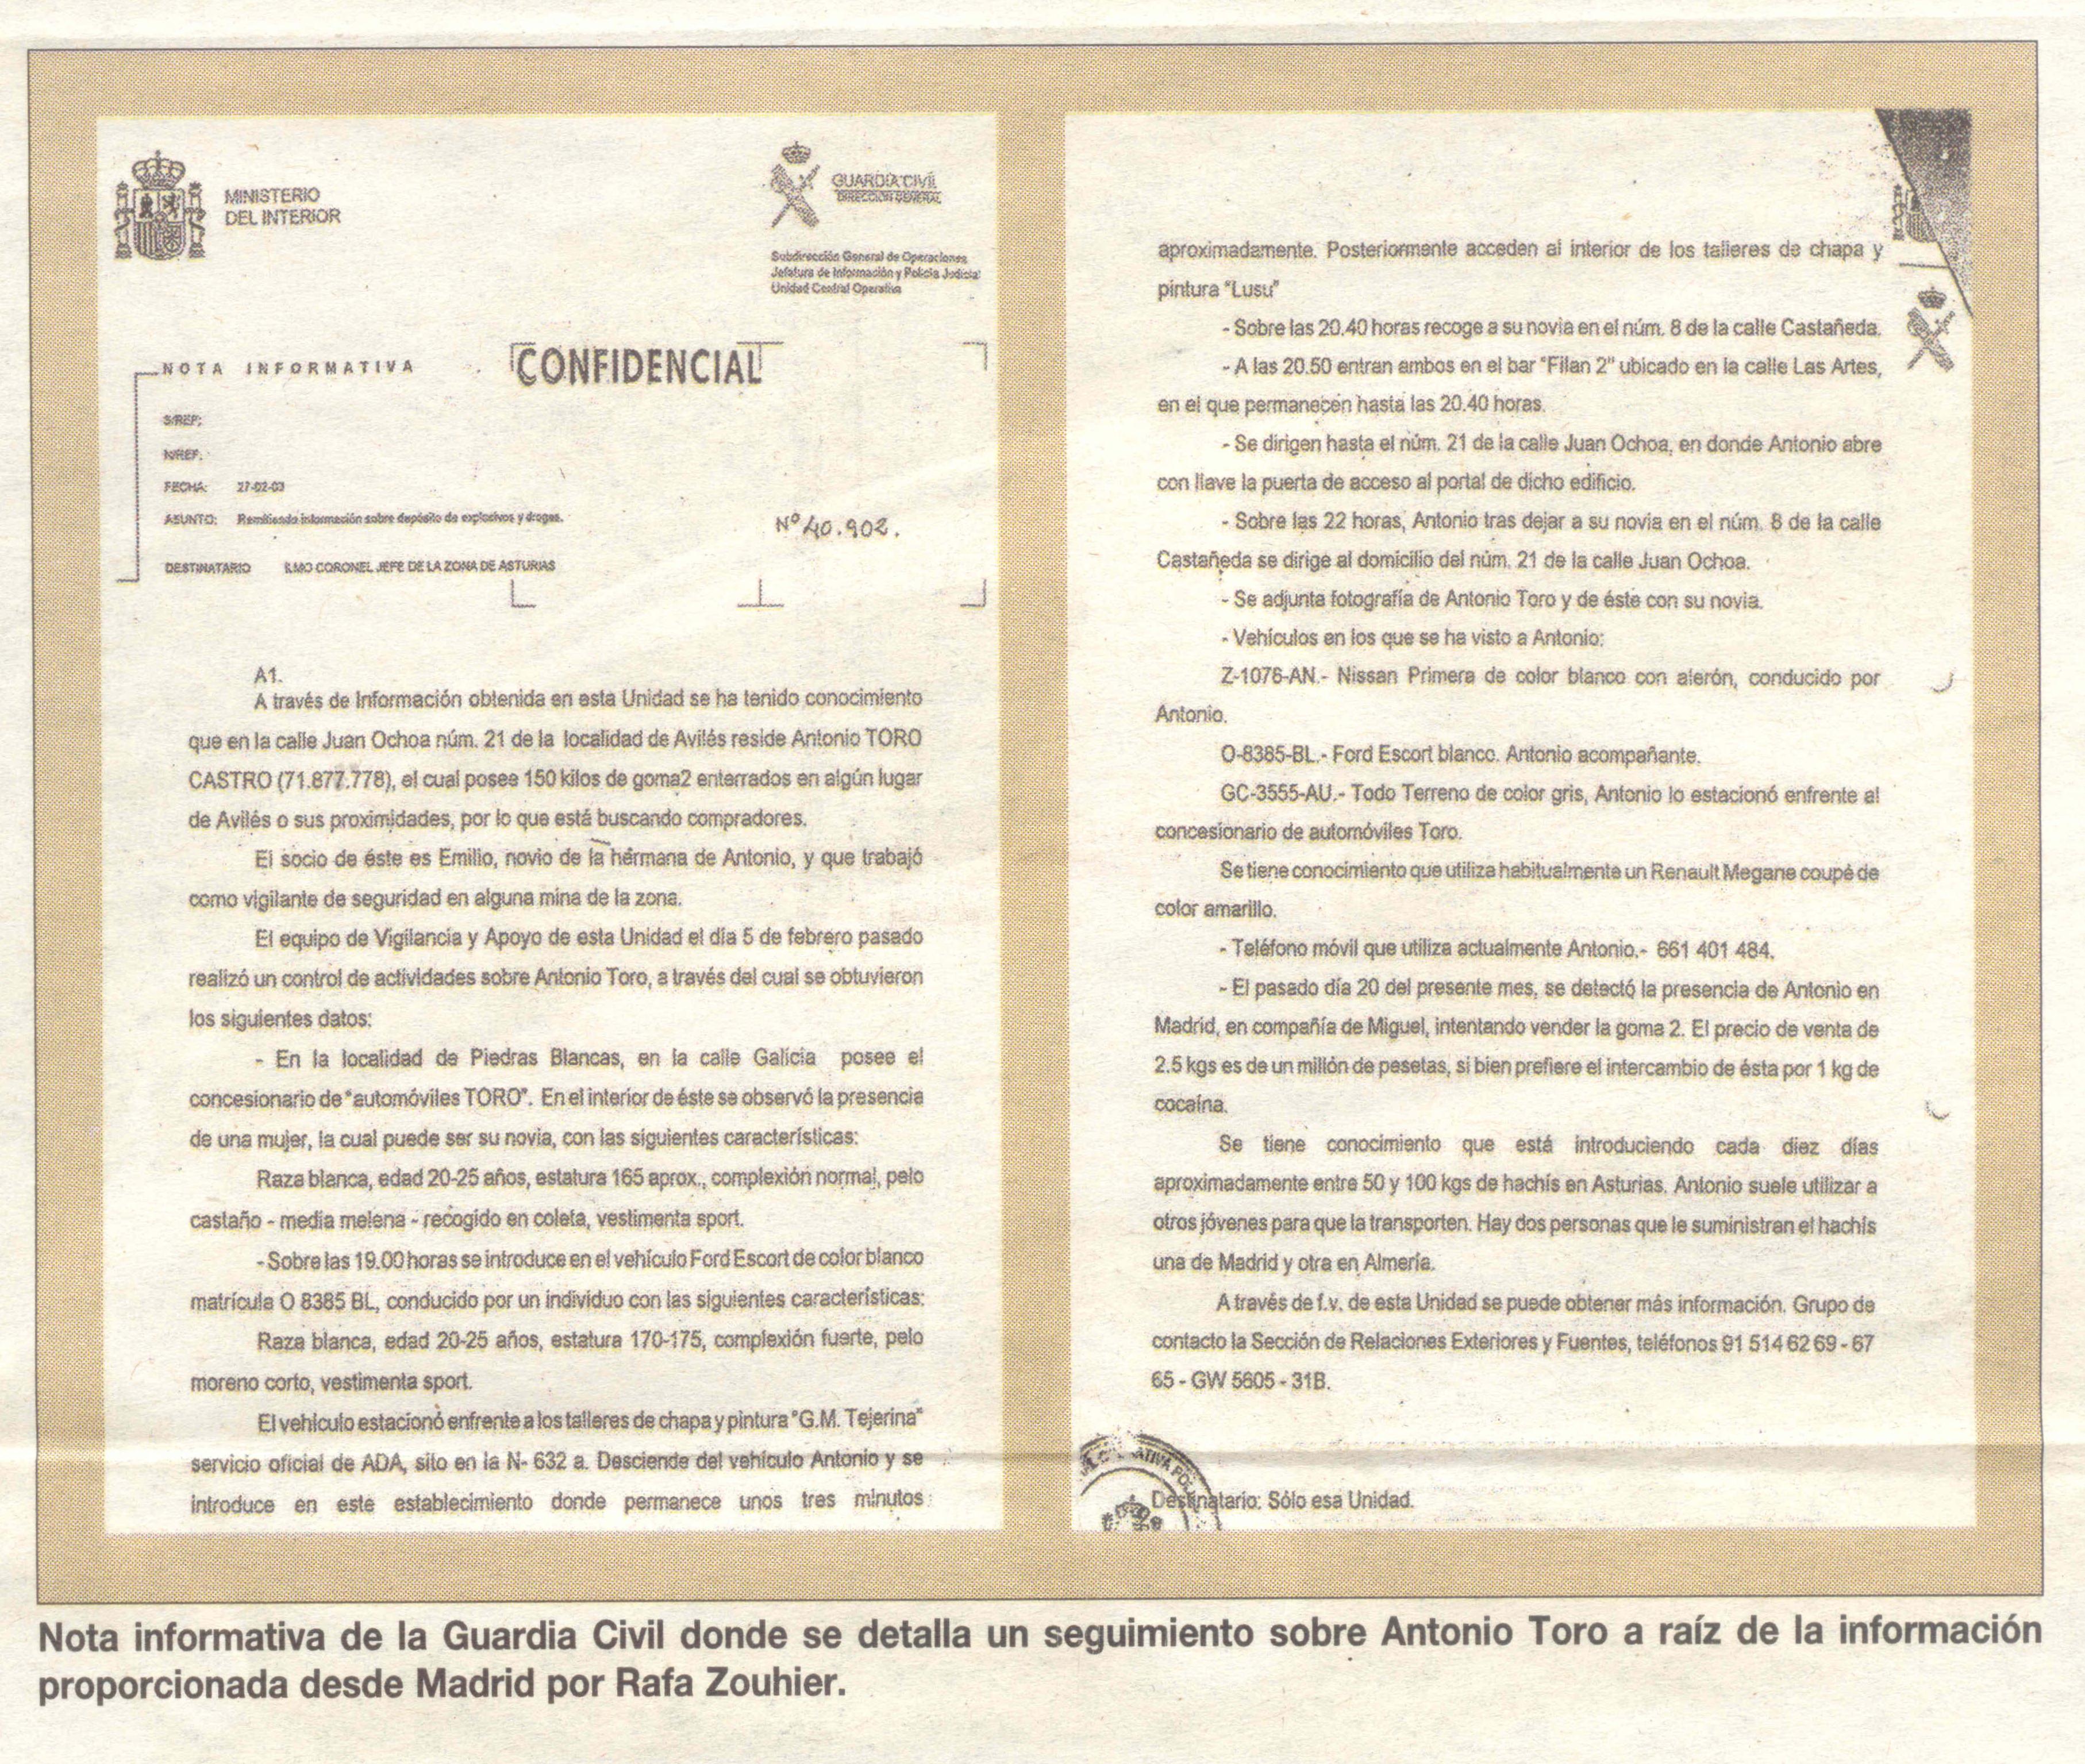 MINISTERIO
DEL INTERIOR
GUARDIA CIVIL
DIRECCION GENERAL
Subdirección General de Operaciones
Jefatura de Información y Policía Judicial
Unidad Central Operativa
NOTA INFORMATIVA
CONFIDENCIAL
S/REF:
N/REF.
FECHA: 27-02-03
ASUNTO: Remitiendo información sobre depósito de explosivos y drogas.
Nº 40.902.
DESTINATARIO ILMO CORONEL JEFE DE LA ZONA DE ASTURIAS
A1.
A través de Información obtenida en esta Unidad se ha tenido conocimiento
que en la calle Juan Ochoa núm. 21 de la localidad de Avilés reside Antonio TORO
CASTRO (71.877.778), el cual posee 150 kilos de goma2 enterrados en algún lugar
de Avilés o sus proximidades, por lo que está buscando compradores.
El socio de éste es Emilio, novio de la hermana de Antonio, y que trabajó
como vigilante de seguridad en alguna mina de la zona.
El equipo de Vigilancia y Apoyo de esta Unidad el día 5 de febrero pasado
realizó un control de actividades sobre Antonio Toro, a través del cual se obtuvieron
los siguientes datos:
- En la localidad de Piedras Blancas, en la calle Galicia posee el
concesionario de "automóviles TORO". En el interior de éste se observó la presencia
de una mujer, la cual puede ser su novia, con las siguientes características:
Raza blanca, edad 20-25 años, estatura 165 aprox., complexión normal, pelo
castaño - media melena - recogido en coleta, vestimenta sport.
- Sobre las 19.00 horas se introduce en el vehículo Ford Escort de color blanco
matrícula O 8385 BL, conducido por un individuo con las siguientes características:
Raza blanca, edad 20-25 años, estatura 170-175, complexión fuerte, pelo
moreno corto, vestimenta sport.
El vehículo estacionó enfrente a los talleres de chapa y pintura "G.M. Tejerina"
servicio oficial de ADA, sito en la N- 632 a. Desciende del vehículo Antonio y se
introduce en este establecimiento donde permanece unos tres minutos
aproximadamente. Posteriormente acceden al interior de los talleres de chapa y
pintura "Lusu"
- Sobre las 20.40 horas recoge a su novia en el núm. 8 de la calle Castañeda.
- A las 20.50 entran ambos en el bar "Filan 2" ubicado en la calle Las Artes,
en el que permanecen hasta las 20.40 horas.
- Se dirigen hasta el núm. 21 de la calle Juan Ochoa, en donde Antonio abre
con llave la puerta de acceso al portal de dicho edificio.
- Sobre las 22 horas, Antonio tras dejar a su novia en el núm. 8 de la calle
Castañeda se dirige al domicilio del núm. 21 de la calle Juan Ochoa.
- Se adjunta fotografía de Antonio Toro y de éste con su novia.
- Vehículos en los que se ha visto a Antonio:
Z-1076-AN.- Nissan Primera de color blanco con alerón, conducido por
Antonio.
O-8385-BL.- Ford Escort blanco. Antonio acompañante.
GC-3555-AU.- Todo Terreno de color gris, Antonio lo estacionó enfrente al
concesionario de automóviles Toro.
Se tiene conocimiento que utiliza habitualmente un Renault Megane coupé de
color amarillo.
- Teléfono móvil que utiliza actualmente Antonio.- 661 401 484.
- El pasado día 20 del presente mes, se detectó la presencia de Antonio en
Madrid, en compañía de Miguel, intentando vender la goma 2. El precio de venta de
2.5 kgs es de un millón de pesetas, si bien prefiere el intercambio de ésta por 1 kg de
cocaína.
Se tiene conocimiento que está introduciendo cada diez días
aproximadamente entre 50 y 100 kgs de hachís en Asturias. Antonio suele utilizar a
otros jóvenes para que la transporten. Hay dos personas que le suministran el hachís
una de Madrid y otra en Almería.
A través de f.v. de esta Unidad se puede obtener más información. Grupo de
contacto la Sección de Relaciones Exteriores y Fuentes, teléfonos 91 514 62 69 - 67
65 - GW 5605 - 31B.
Destinatario: Sólo esa Unidad.
Nota informativa de la Guardia Civil donde se detalla un seguimiento sobre Antonio Toro a raíz de la información
proporcionada desde Madrid por Rafa Zouhier.